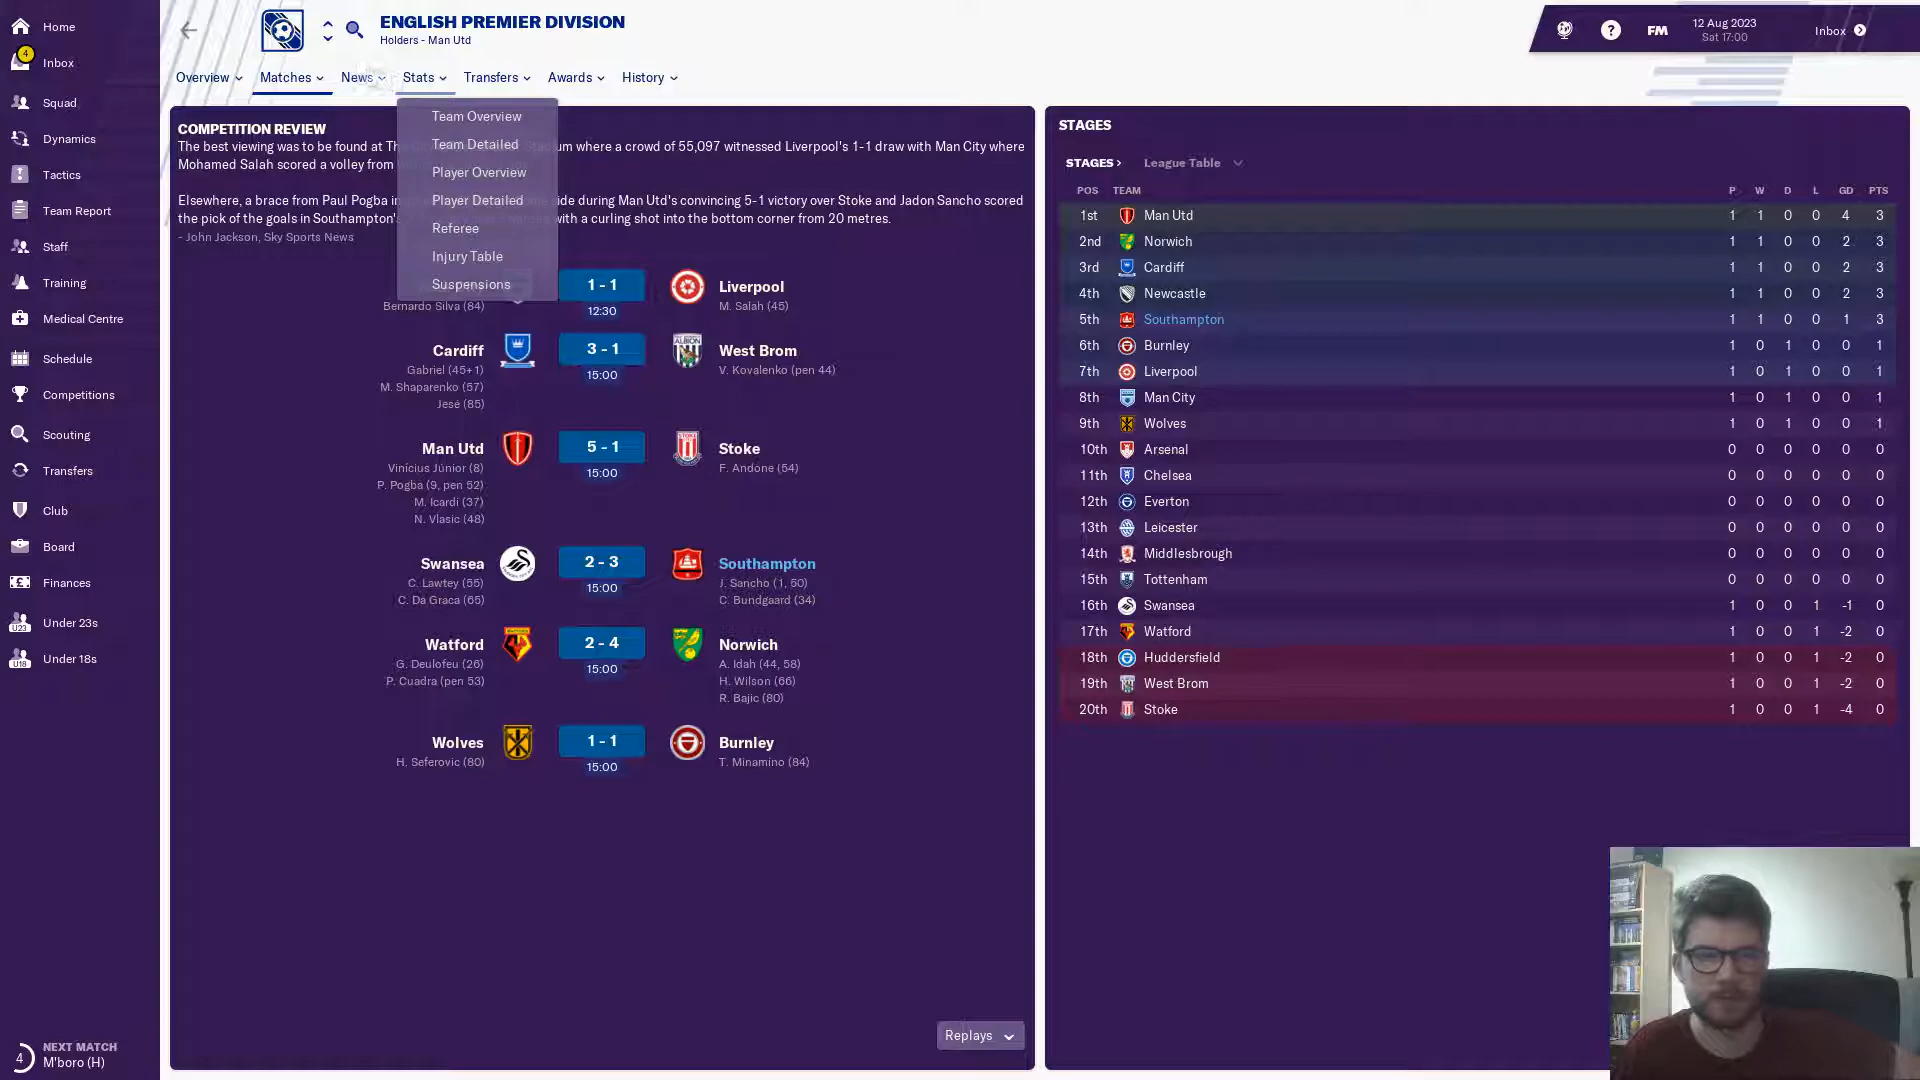 Home
4
Inbox
Squad
Dynamics
Tactics
Team Report
Staff
Training
Medical Centre
Schedule
Competitions
Scouting
Transfers
Club
Board
Finances
U23
Under 23s
U18
Under 18s
4
NEXT MATCH
M'boro (H)
ENGLISH PREMIER DIVISION
Holders - Man Utd
Overview
Matches
News
Stats
Transfers
Awards
History
FM
12 Aug 2023
Sat 17:00
Inbox
Team Overview
Team Detailed
Player Overview
Player Detailed
Referee
Injury Table
Suspensions
COMPETITION REVIEW
The best viewing was to be found at Th
um where a crowd of 55,097 witnessed Liverpool's 1-1 draw with Man City where
Mohamed Salah scored a volley from
Elsewhere, a brace from Paul Pogba in
ide during Man Utd's convincing 5-1 victory over Stoke and Jadon Sancho scored
the pick of the goals in Southampton's
with a curling shot into the bottom corner from 20 metres.
- John Jackson, Sky Sports News
1 - 1
Liverpool
Bernardo Silva (84)
12:30
M. Salah (45)
Cardiff
3 - 1
West Brom
Gabriel (45+1)
15:00
V. Kovalenko (pen 44)
M. Shaparenko (57)
Jesé (85)
Man Utd
5 - 1
Stoke
Vinícius Júnior (8)
15:00
F. Andone (54)
P. Pogba (9, pen 52)
M. Icardi (37)
N. Vlasic (48)
Swansea
2 - 3
Southampton
C. Lawtey (55)
15:00
J. Sancho (1, 50)
C. Da Graca (65)
C. Bundgaard (34)
Watford
2 - 4
Norwich
G. Deulofeu (26)
15:00
A. Idah (44, 58)
P. Cuadra (pen 53)
H. Wilson (66)
R. Bajic (80)
Wolves
1 - 1
Burnley
H. Seferovic (80)
15:00
T. Minamino (84)
Replays
STAGES
STAGES › League Table
POS TEAM P W D L GD PTS
1st Man Utd 1 1 0 0 4 3
2nd Norwich 1 1 0 0 2 3
3rd Cardiff 1 1 0 0 2 3
4th Newcastle 1 1 0 0 2 3
5th Southampton 1 1 0 0 1 3
6th Burnley 1 0 1 0 0 1
7th Liverpool 1 0 1 0 0 1
8th Man City 1 0 1 0 0 1
9th Wolves 1 0 1 0 0 1
10th Arsenal 0 0 0 0 0 0
11th Chelsea 0 0 0 0 0 0
12th Everton 0 0 0 0 0 0
13th Leicester 0 0 0 0 0 0
14th Middlesbrough 0 0 0 0 0 0
15th Tottenham 0 0 0 0 0 0
16th Swansea 1 0 0 1 -1 0
17th Watford 1 0 0 1 -2 0
18th Huddersfield 1 0 0 1 -2 0
19th West Brom 1 0 0 1 -2 0
20th Stoke 1 0 0 1 -4 0